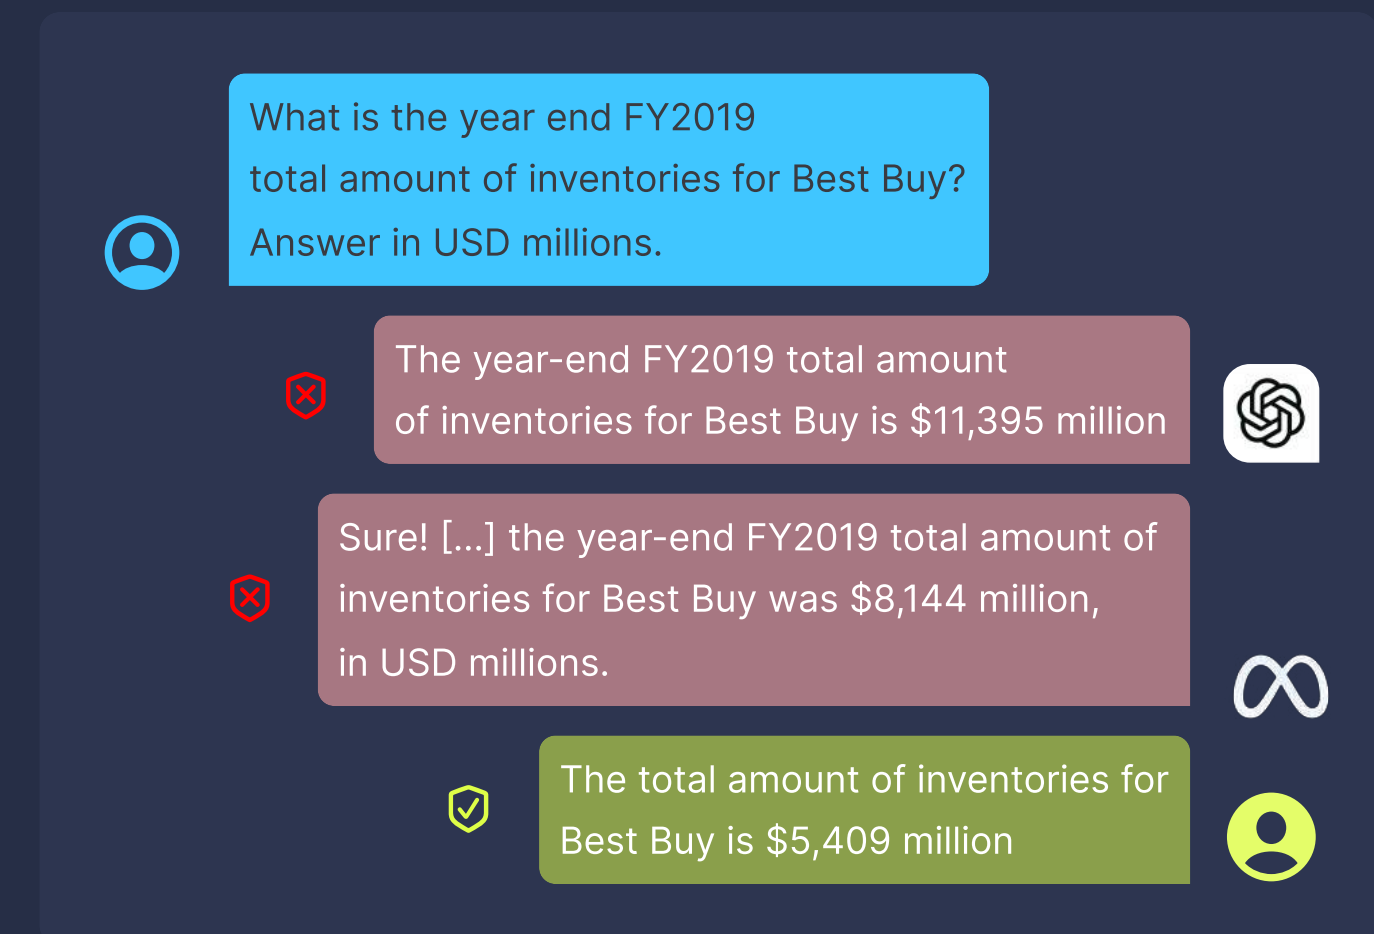 What is the year end FY2019
total amount of inventories for Best Buy?
Answer in USD millions.
The year-end FY2019 total amount
of inventories for Best Buy is $11,395 million
Sure! [...] the year-end FY2019 total amount of
inventories for Best Buy was $8,144 million,
in USD millions.
The total amount of inventories for
Best Buy is $5,409 million